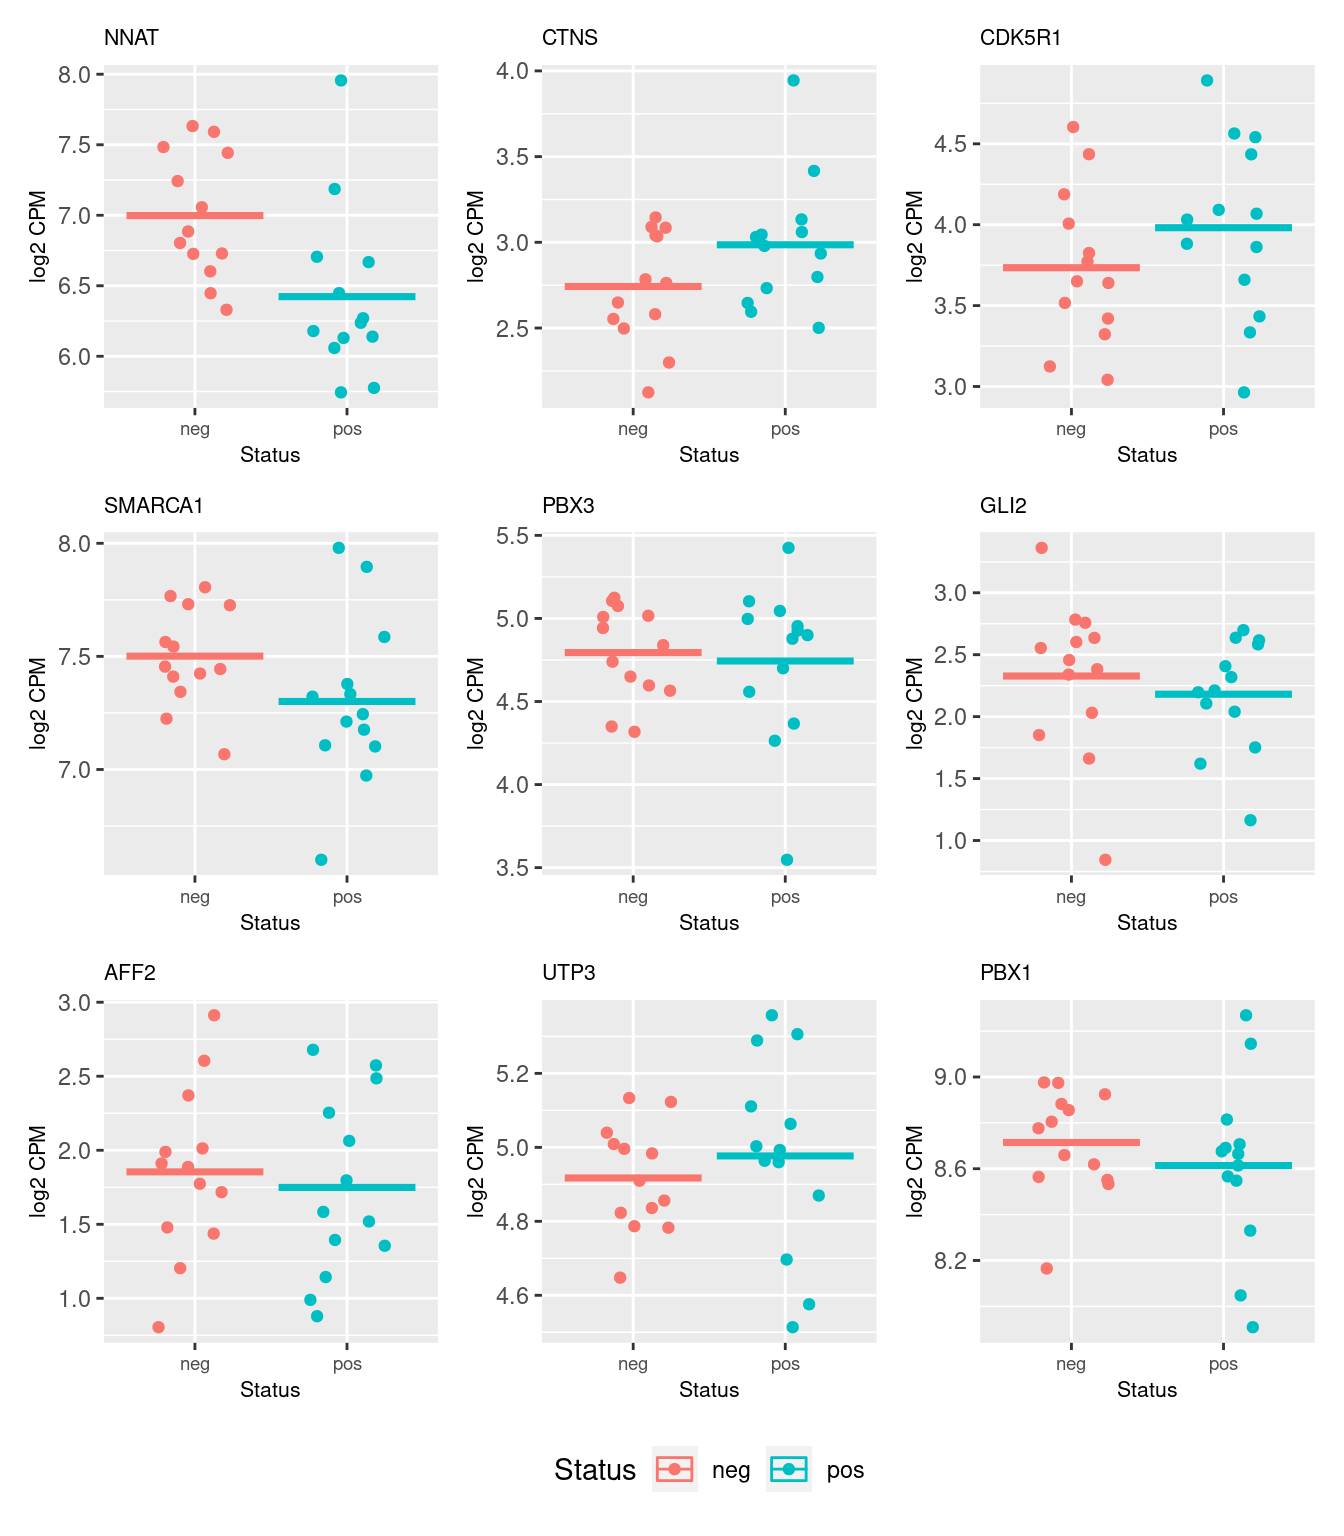 NNAT
CTNS
CDK5R1
log2 CPM
8.0
7.5
7.0
6.5
6.0
neg
pos
Status
log2 CPM
4.0
3.5
3.0
2.5
neg
pos
Status
log2 CPM
4.5
4.0
3.5
3.0
neg
pos
Status
SMARCA1
PBX3
GLI2
log2 CPM
8.0
7.5
7.0
neg
pos
Status
log2 CPM
5.5
5.0
4.5
4.0
3.5
neg
pos
Status
log2 CPM
3.0
2.5
2.0
1.5
1.0
neg
pos
Status
AFF2
UTP3
PBX1
log2 CPM
3.0
2.5
2.0
1.5
1.0
neg
pos
Status
log2 CPM
5.2
5.0
4.8
4.6
neg
pos
Status
log2 CPM
9.0
8.6
8.2
neg
pos
Status
Status neg pos